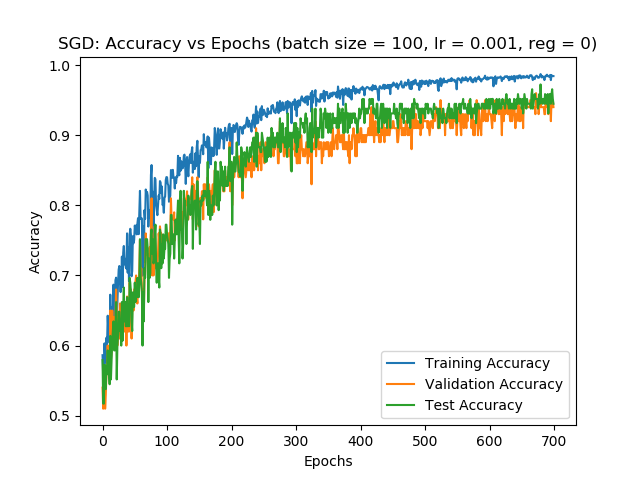 SGD: Accuracy vs Epochs (batch size = 100, lr = 0.001, reg = 0)
1.0
0.9
0.8
0.7
0.6
0.5
Accuracy
Training Accuracy
Validation Accuracy
Test Accuracy
0 100 200 300 400 500 600 700
Epochs